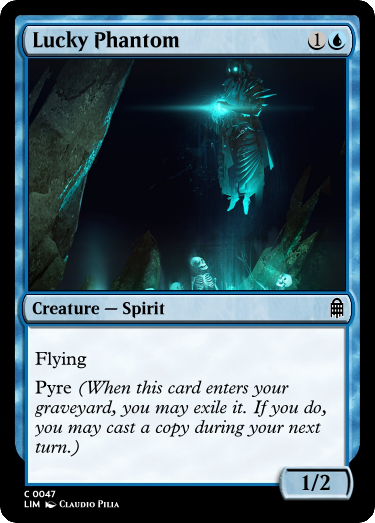 Lucky Phantom 1
Creature — Spirit
Flying
Pyre (When this card enters your
graveyard, you may exile it. If you do,
you may cast a copy during your next
turn.)
1/2
C 0047
LIM Claudio Pilia